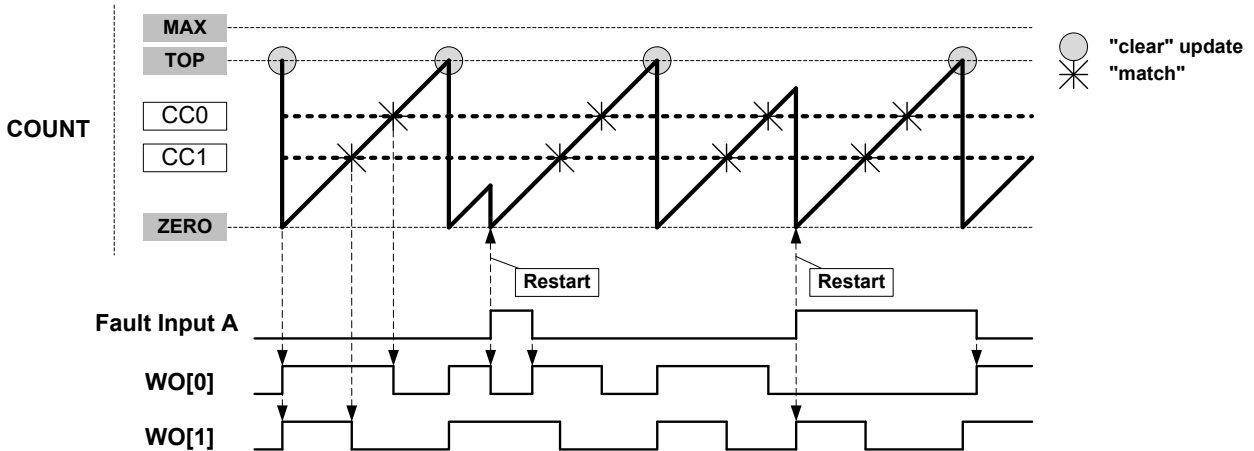 MAX
TOP
"clear" update
"match"
CC0
COUNT
CC1
ZERO
Restart
Restart
Fault Input A
WO[0]
WO[1]